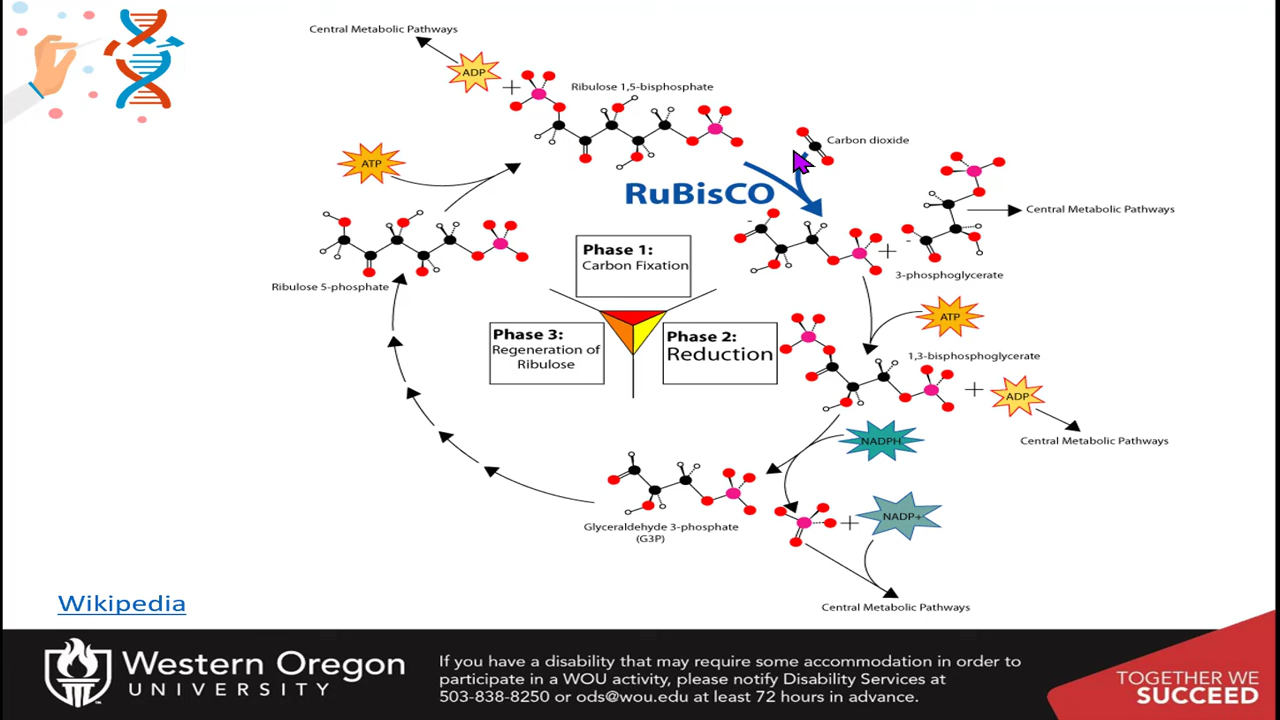 Central Metabolic Pathways
ADP
+
Ribulose 1,5-bisphosphate
Carbon dioxide
ATP
RuBisCO
Central Metabolic Pathways
-
+
-
3-phosphoglycerate
Ribulose 5-phosphate
Phase 1:
Carbon Fixation
ATP
Phase 3:
Regeneration of
Ribulose
Phase 2:
Reduction
1,3-bisphosphoglycerate
+
ADP
Central Metabolic Pathways
NADPH
Glyceraldehyde 3-phosphate
(G3P)
+
NADP+
Central Metabolic Pathways
Wikipedia
Western Oregon
UNIVERSITY
If you have a disability that may require some accommodation in order to
participate in a WOU activity, please notify Disability Services at
503-838-8250 or ods@wou.edu at least 72 hours in advance.
TOGETHER WE
SUCCEED